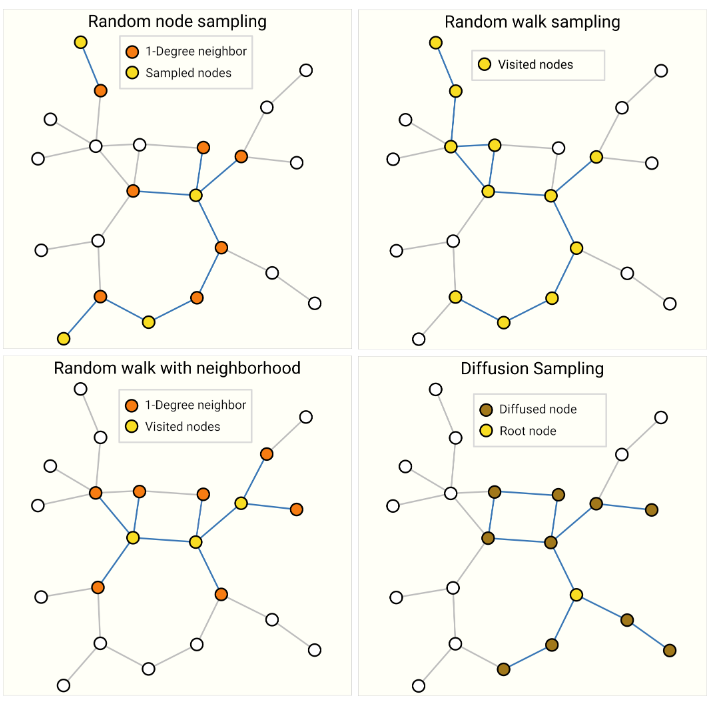 Random node sampling
1-Degree neighbor
Sampled nodes
Random walk sampling
Visited nodes
Random walk with neighborhood
1-Degree neighbor
Visited nodes
Diffusion Sampling
Diffused node
Root node